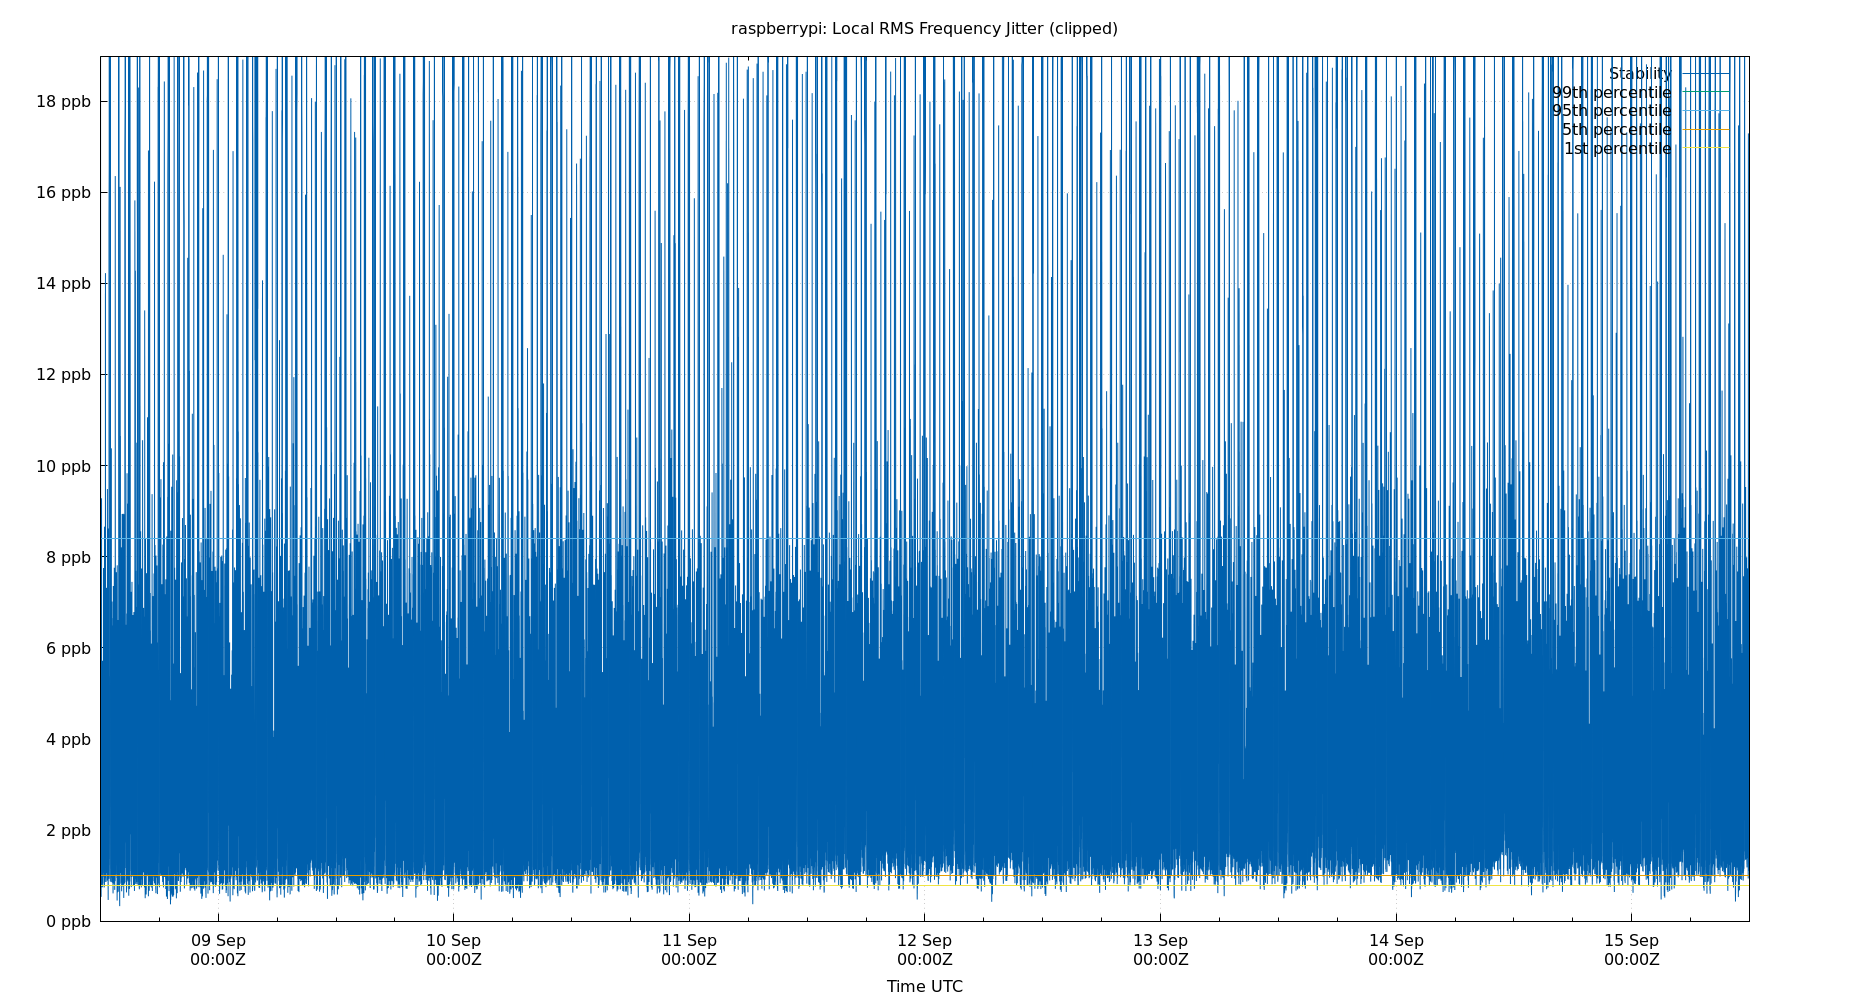 raspberrypi: Local RMS Frequency Jitter (clipped)
Stability
99th percentile
95th percentile
5th percentile
1st percentile
18 ppb
16 ppb
14 ppb
12 ppb
10 ppb
8 ppb
6 ppb
4 ppb
2 ppb
0 ppb
09 Sep 10 Sep 11 Sep 12 Sep 13 Sep 14 Sep 15 Sep
00:00Z 00:00Z 00:00Z 00:00Z 00:00Z 00:00Z 00:00Z
Time UTC